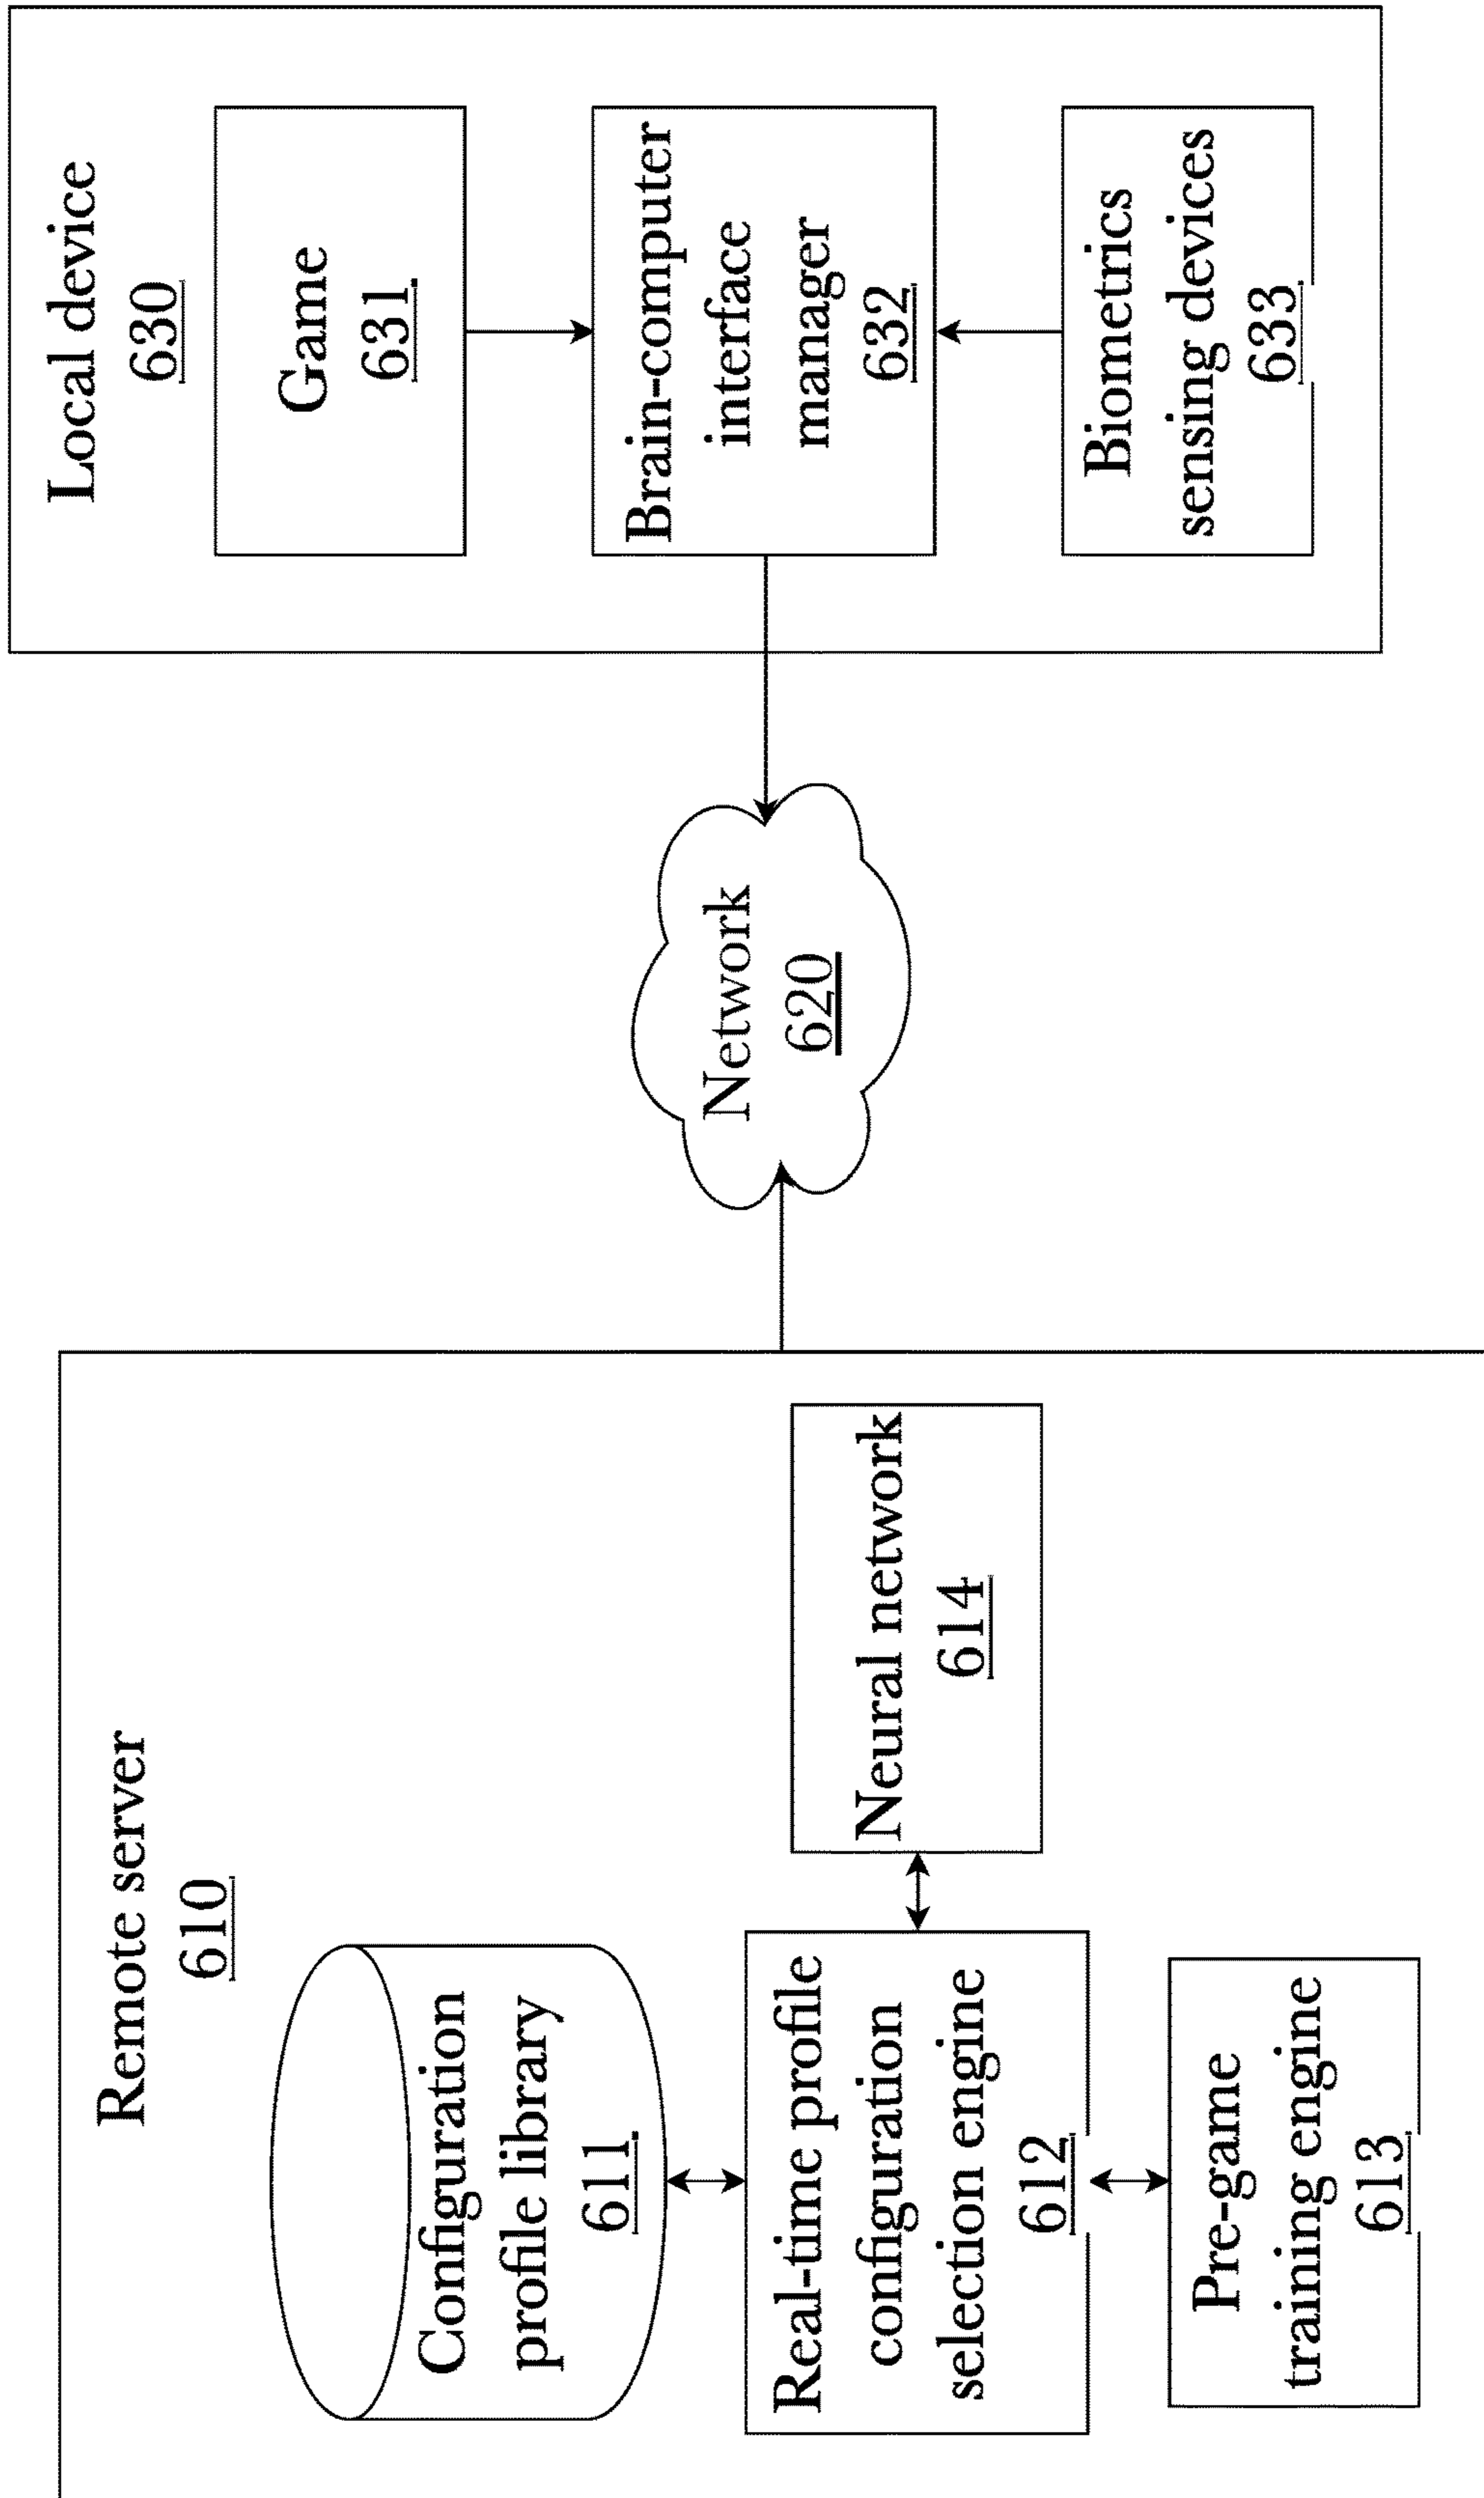 Remote server
610
Configuration
profile library
611
Real-time profile
configuration
selection engine
612
Pre-game
training engine
613
Neural network
614
Network
620
Local device
630
Game
631
Brain-computer
interface
manager
632
Biometrics
sensing devices
633